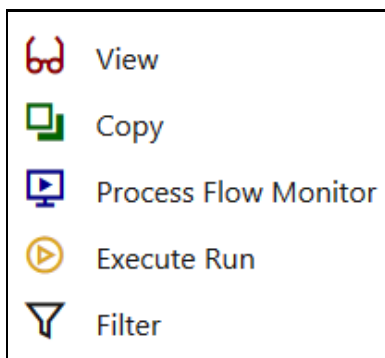 View
Copy
Process Flow Monitor
Execute Run
Filter